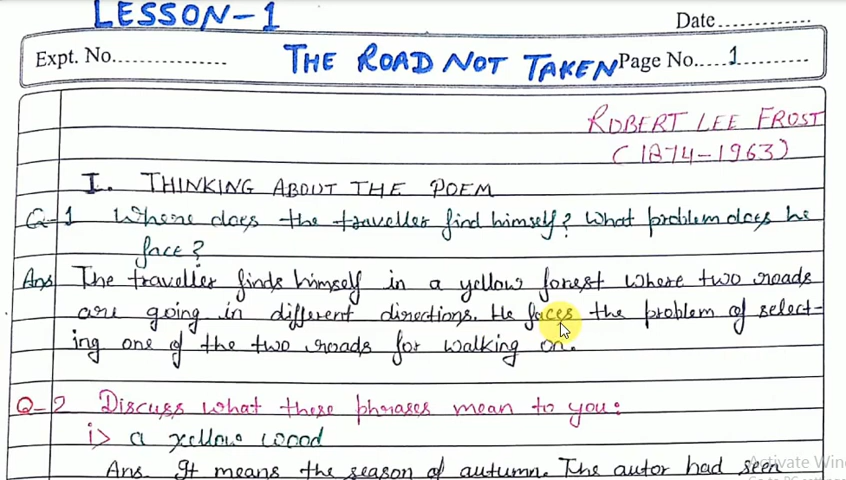 LESSON-1
Date..............
Expt. No................
THE ROAD NOT TAKEN
Page No.....1..........
ROBERT LEE FROST
(1874-1963)
I. THINKING ABOUT THE POEM
Q-1 Where does the traveller find himself? What problem does he
face?
Ans The traveller finds himself in a yellow forest where two roads
are going in different directions. He faces the problem of select-
ing one of the two roads for walking on.
Q-2 Discuss what these phrases mean to you:
i> a yellow wood
Ans. It means the season of autumn. The autor had seen
Activate Win